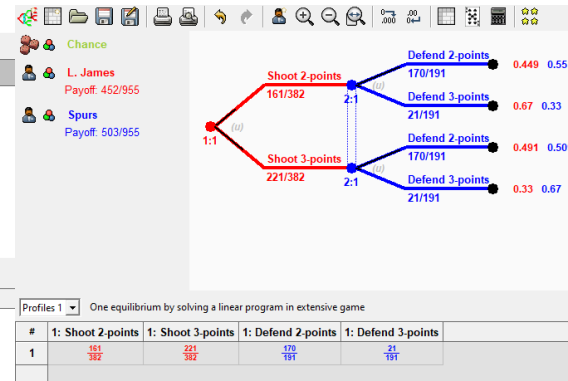 Chance
L. James
Payoff: 452/955
Spurs
Payoff: 503/955
1:1
(u)
Shoot 2-points
161/382
Shoot 3-points
221/382
2:1
(u)
Defend 2-points
170/191
0.449 0.55
Defend 3-points
21/191
0.67 0.33
2:1
(u)
Defend 2-points
170/191
0.491 0.50
Defend 3-points
21/191
0.33 0.67
Profiles 1 One equilibrium by solving a linear program in extensive game
# 1: Shoot 2-points 1: Shoot 3-points 1: Defend 2-points 1: Defend 3-points
1 161/382 221/382 170/191 21/191